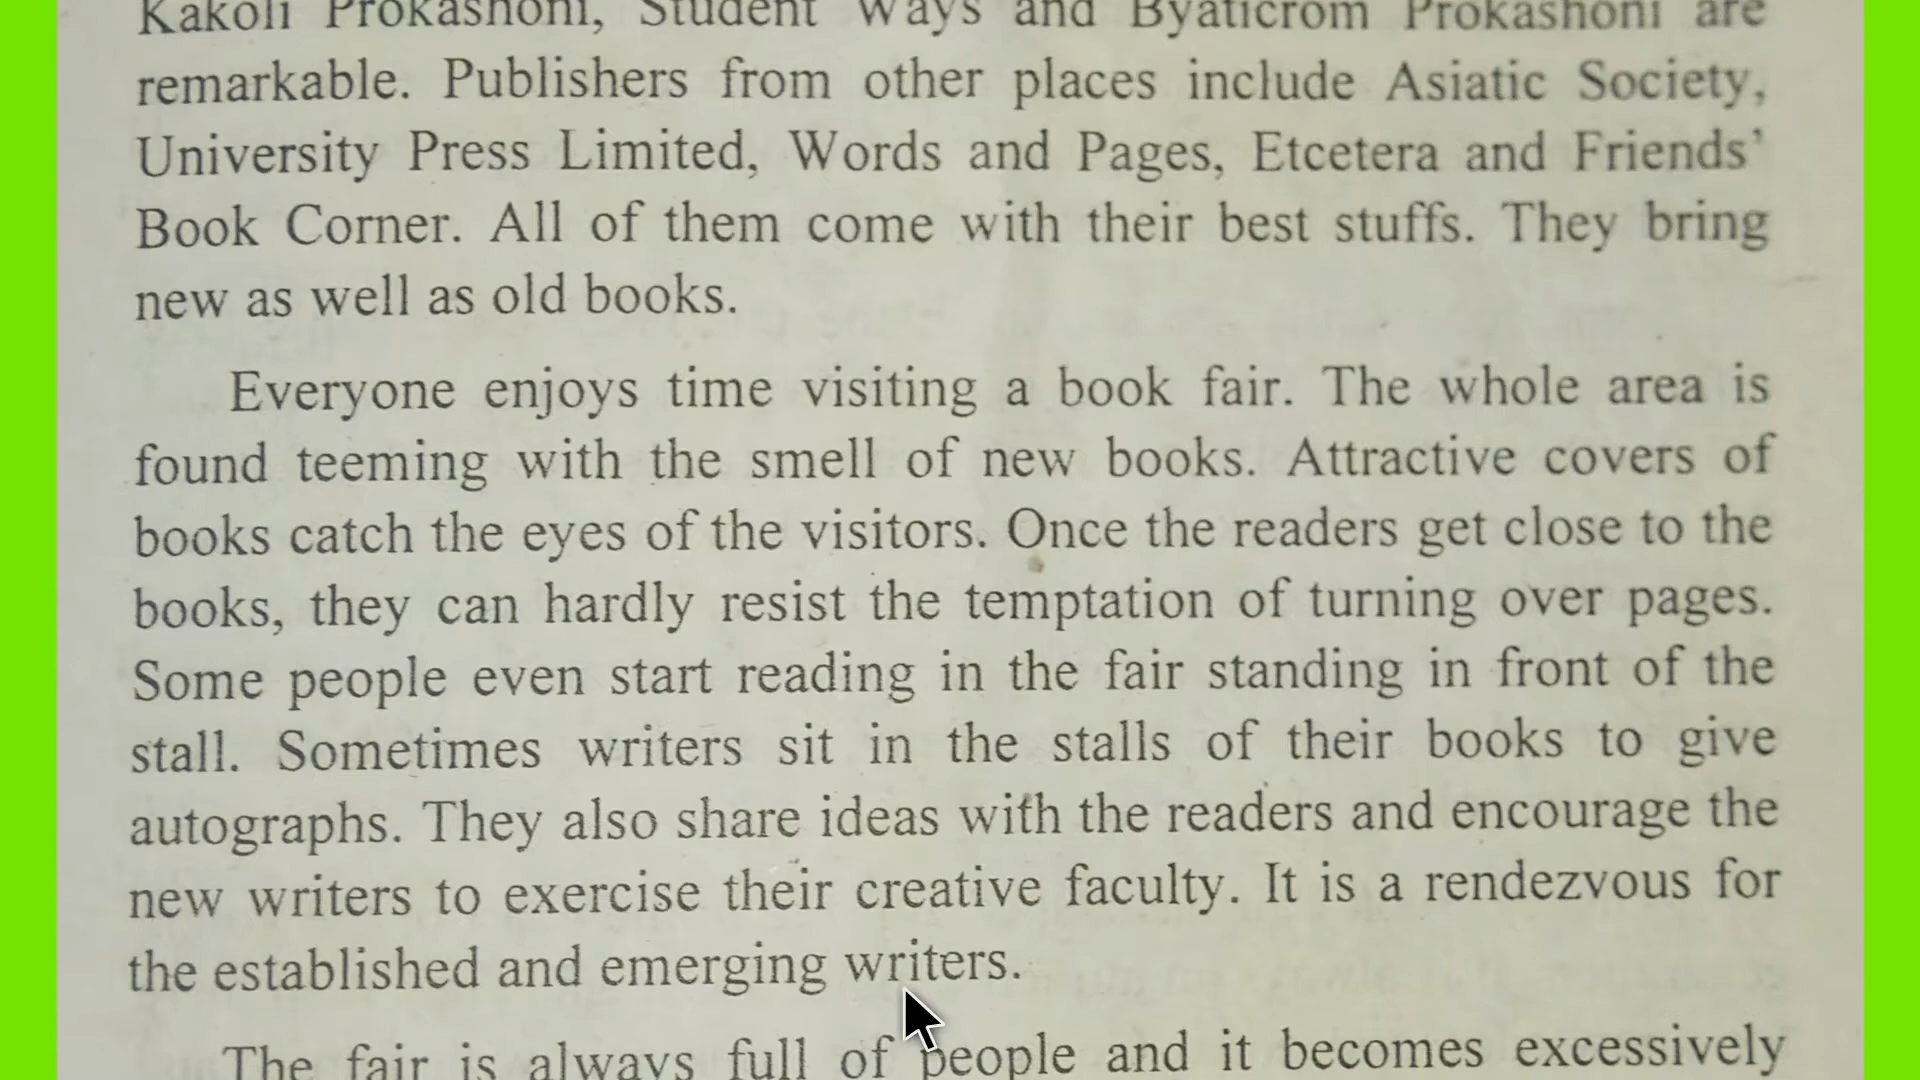 Kakoli Prokashoni, Student Ways and Byaticrom Prokashoni are
remarkable. Publishers from other places include Asiatic Society,
University Press Limited, Words and Pages, Etcetera and Friends’
Book Corner. All of them come with their best stuffs. They bring
new as well as old books.
Everyone enjoys time visiting a book fair. The whole area is
found teeming with the smell of new books. Attractive covers of
books catch the eyes of the visitors. Once the readers get close to the
books, they can hardly resist the temptation of turning over pages.
Some people even start reading in the fair standing in front of the
stall. Sometimes writers sit in the stalls of their books to give
autographs. They also share ideas with the readers and encourage the
new writers to exercise their creative faculty. It is a rendezvous for
the established and emerging writers.
The fair is always full of people and it becomes excessively